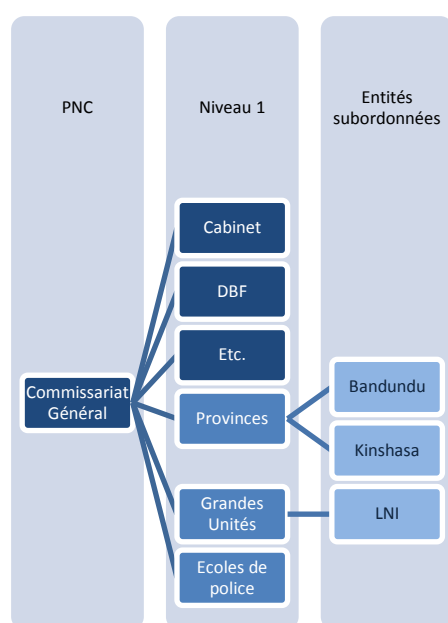 PNC
Niveau 1
Entités
subordonnées
Cabinet
DBF
Etc.
Commissariat
Général
Provinces
Bandundu
Kinshasa
Grandes
Unités
LNI
Ecoles de
police